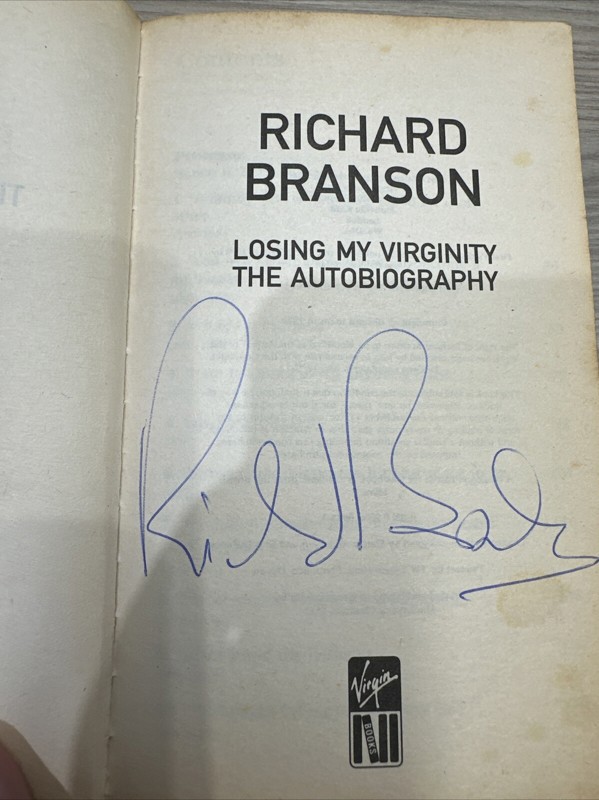 RICHARD
BRANSON
LOSING MY VIRGINITY
THE AUTOBIOGRAPHY
Virgin
BOOKS